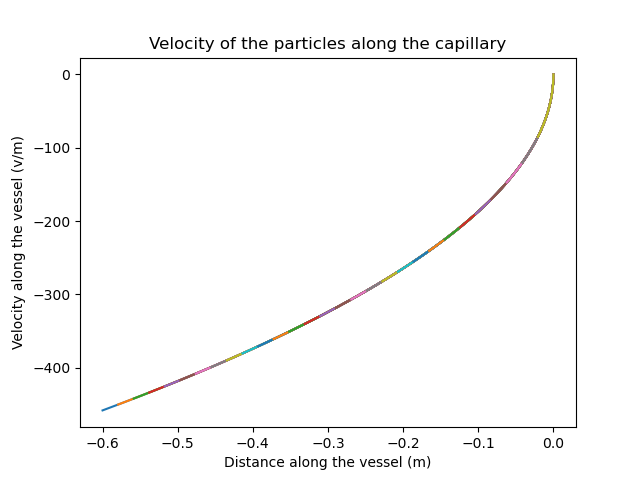 Velocity of the particles along the capillary
Velocity along the vessel (v/m)
0
−100
−200
−300
−400
−0.6 −0.5 −0.4 −0.3 −0.2 −0.1 0.0
Distance along the vessel (m)